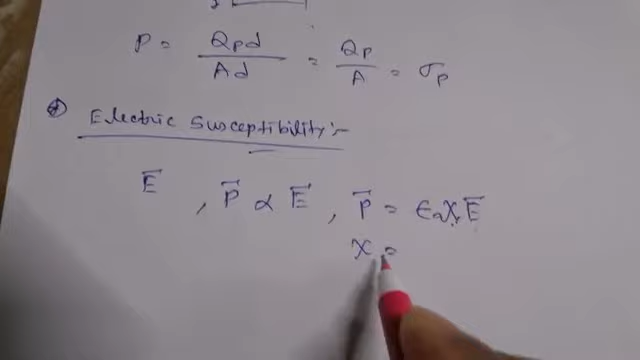 P = Qpd / Ad = Qp / A = σp
Electric Susceptibility:-
E⃗ , P⃗ ∝ E⃗ , P⃗ = ε₀χE⃗
χ =